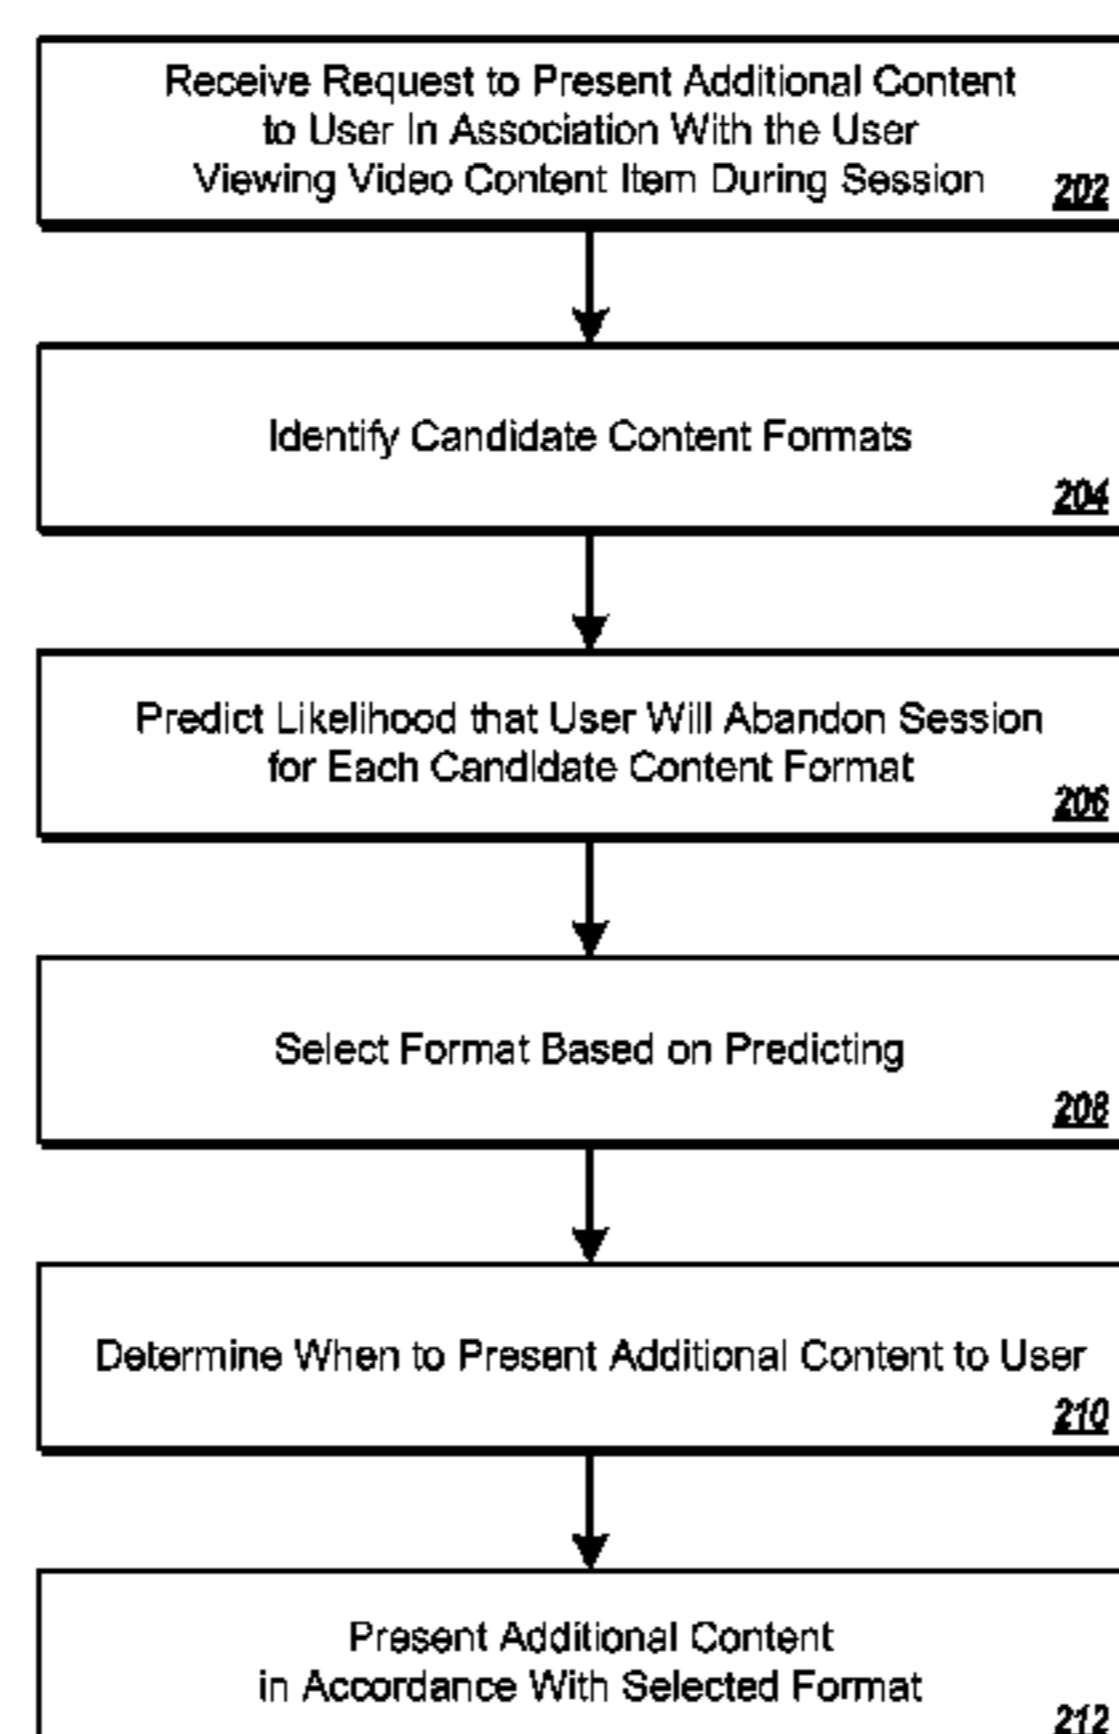 Receive Request to Present Additional Content
to User In Association With the User
Viewing Video Content Item During Session
202
Identify Candidate Content Formats
204
Predict Likelihood that User Will Abandon Session
for Each Candidate Content Format
206
Select Format Based on Predicting
208
Determine When to Present Additional Content to User
210
Present Additional Content
in Accordance With Selected Format
212